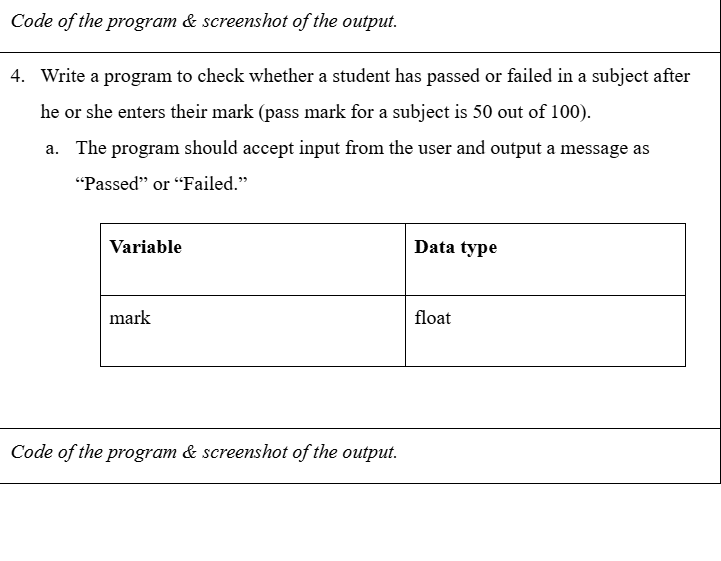 Code of the program & screenshot of the output.
4. Write a program to check whether a student has passed or failed in a subject after
he or she enters their mark (pass mark for a subject is 50 out of 100).
a. The program should accept input from the user and output a message as
“Passed” or “Failed.”
Variable Data type
mark float
Code of the program & screenshot of the output.